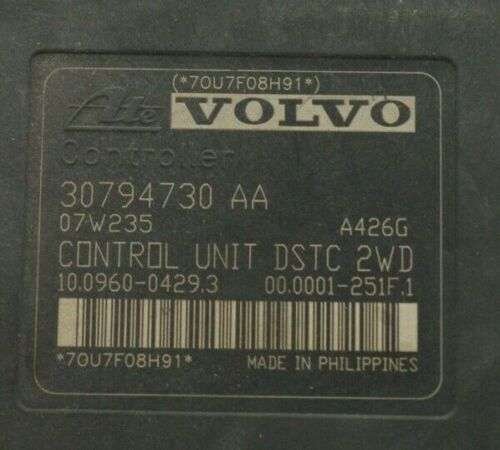 (*70U7F08H91*)
Ate VOLVO
Controller
30794730 AA
07W235 A426G
CONTROL UNIT DSTC 2WD
10.0960-0429.3 00.0001-251F.1
*70U7F08H91* MADE IN PHILIPPINES